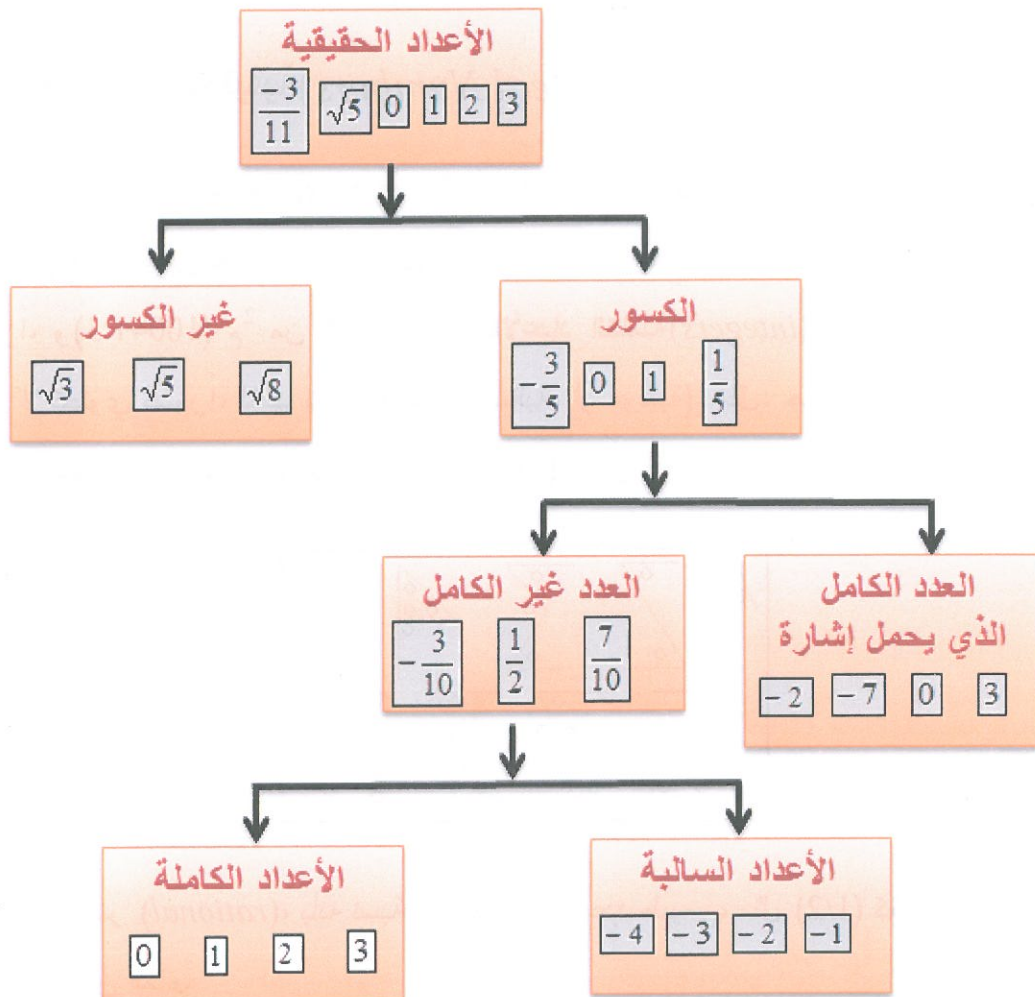 الأعداد الحقيقية
-3/11 √5 0 1 2 3
غير الكسور
√3 √5 √8
الكسور
-3/5 0 1 1/5
العدد غير الكامل
-3/10 1/2 7/10
العدد الكامل
الذي يحمل إشارة
-2 -7 0 3
الأعداد الكاملة
0 1 2 3
الأعداد السالبة
-4 -3 -2 -1